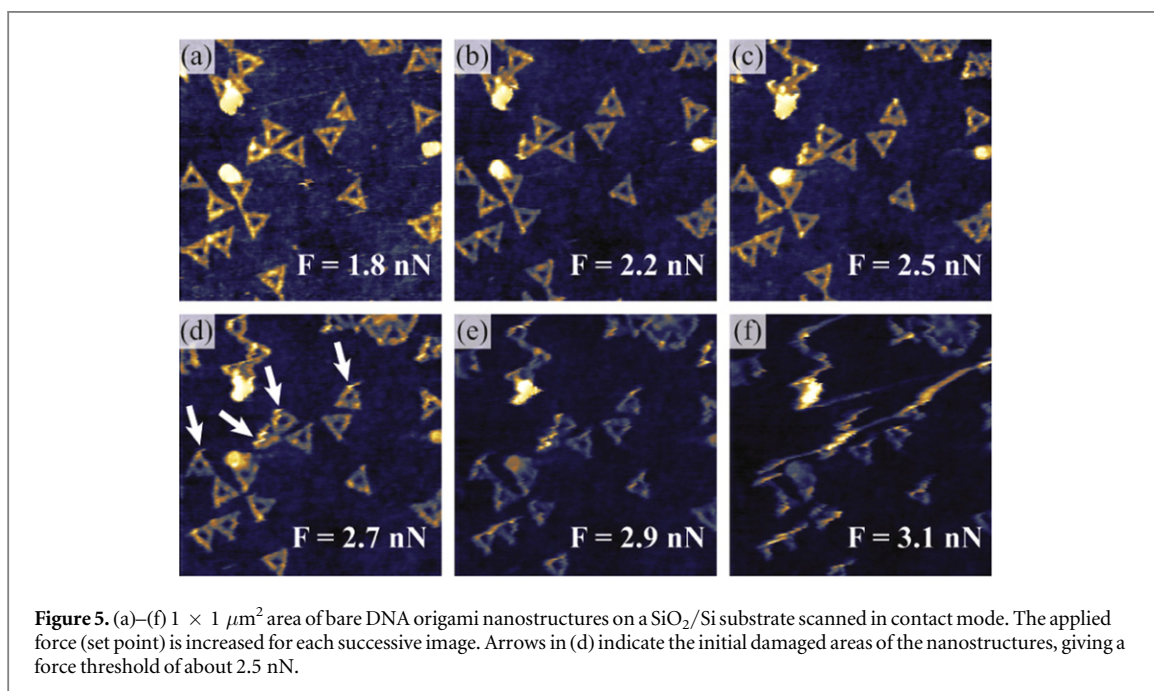 (a)
(b)
(c)
F = 1.8 nN
F = 2.2 nN
F = 2.5 nN
(d)
(e)
(f)
F = 2.7 nN
F = 2.9 nN
F = 3.1 nN
Figure 5. (a)–(f) 1 × 1 μm² area of bare DNA origami nanostructures on a SiO₂/Si substrate scanned in contact mode. The applied
force (set point) is increased for each successive image. Arrows in (d) indicate the initial damaged areas of the nanostructures, giving a
force threshold of about 2.5 nN.